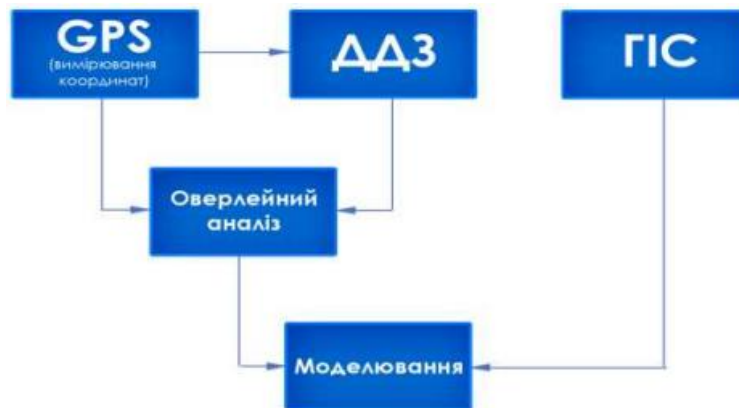 GPS
(вимірювання
координат)
ДДЗ
ГІС
Оверлейний
аналіз
Моделювання